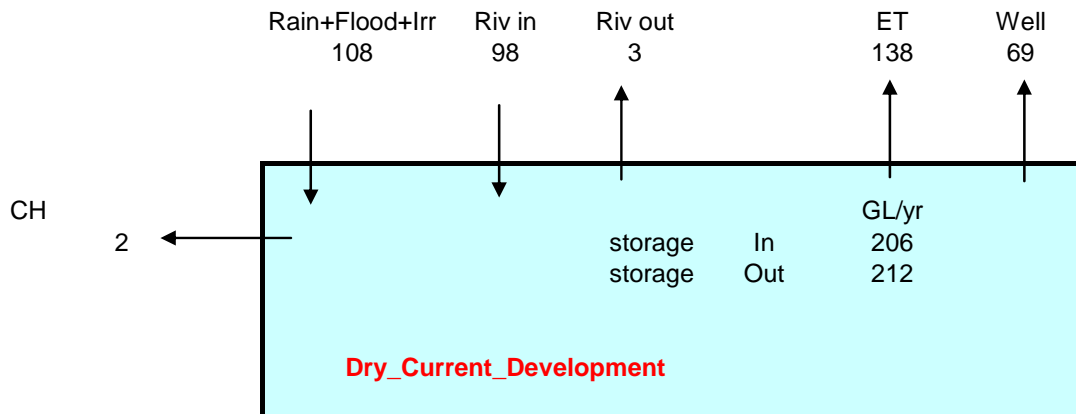 Rain+Flood+Irr Riv in Riv out ET Well
108 98 3 138 69
CH GL/yr
2 storage In 206
storage Out 212
Dry_Current_Development